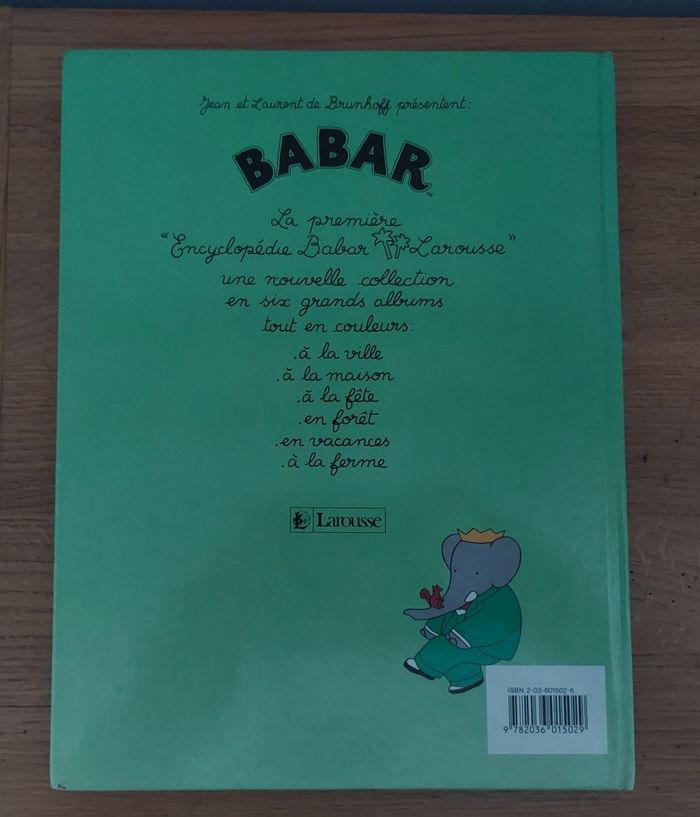 Jean et Laurent de Brunhoff présentent:
BABAR™
La première
"Encyclopédie Babar Larousse"
une nouvelle collection
en six grands albums
tout en couleurs:
.à la ville
.à la maison
.à la fête
.en forêt
.en vacances
.à la ferme
Larousse
ISBN 2-03-601502-6
9 782036 015029